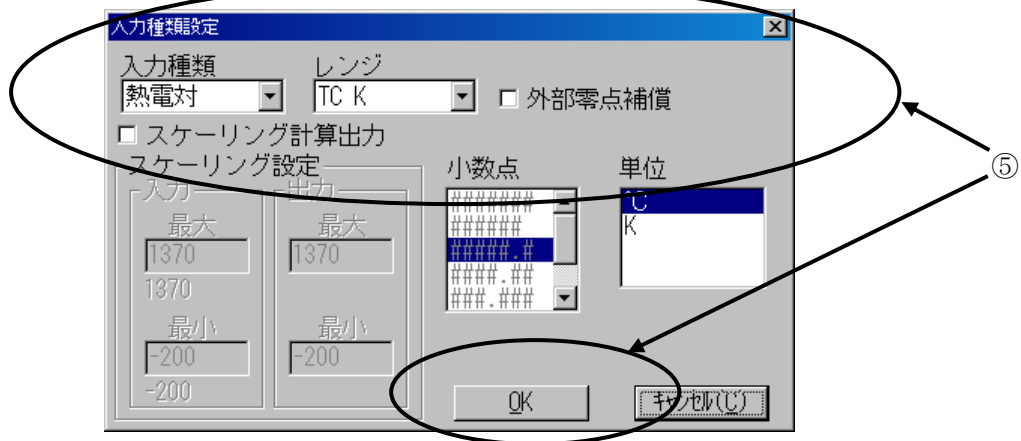 入力種類設定
入力種類 レンジ
熱電対 TC K 外部零点補償
スケーリング計算出力
スケーリング設定 小数点 単位
入力 出力
####### ℃
###### K
最大 最大
1370 1370 #####.#
####.##
1370 ###.###
最小 最小
-200 -200
-200
OK キャンセル(C)
⑤